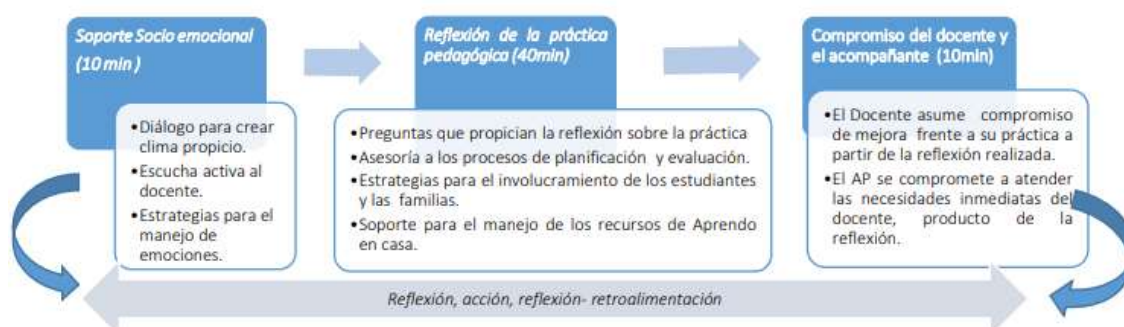 Soporte Socio emocional
(10 min )
•Diálogo para crear
clima propicio.
•Escucha activa al
docente.
•Estrategias para el
manejo de
emociones.
Reflexión de la práctica
pedagógica (40min)
•Preguntas que propician la reflexión sobre la práctica
•Asesoría a los procesos de planificación y evaluación.
•Estrategias para el involucramiento de los estudiantes
y las familias.
•Soporte para el manejo de los recursos de Aprendo
en casa.
Compromiso del docente y
el acompañante (10min)
•El Docente asume compromiso
de mejora frente a su práctica a
partir de la reflexión realizada.
•El AP se compromete a atender
las necesidades inmediatas del
docente, producto de la
reflexión.
Reflexión, acción, reflexión- retroalimentación